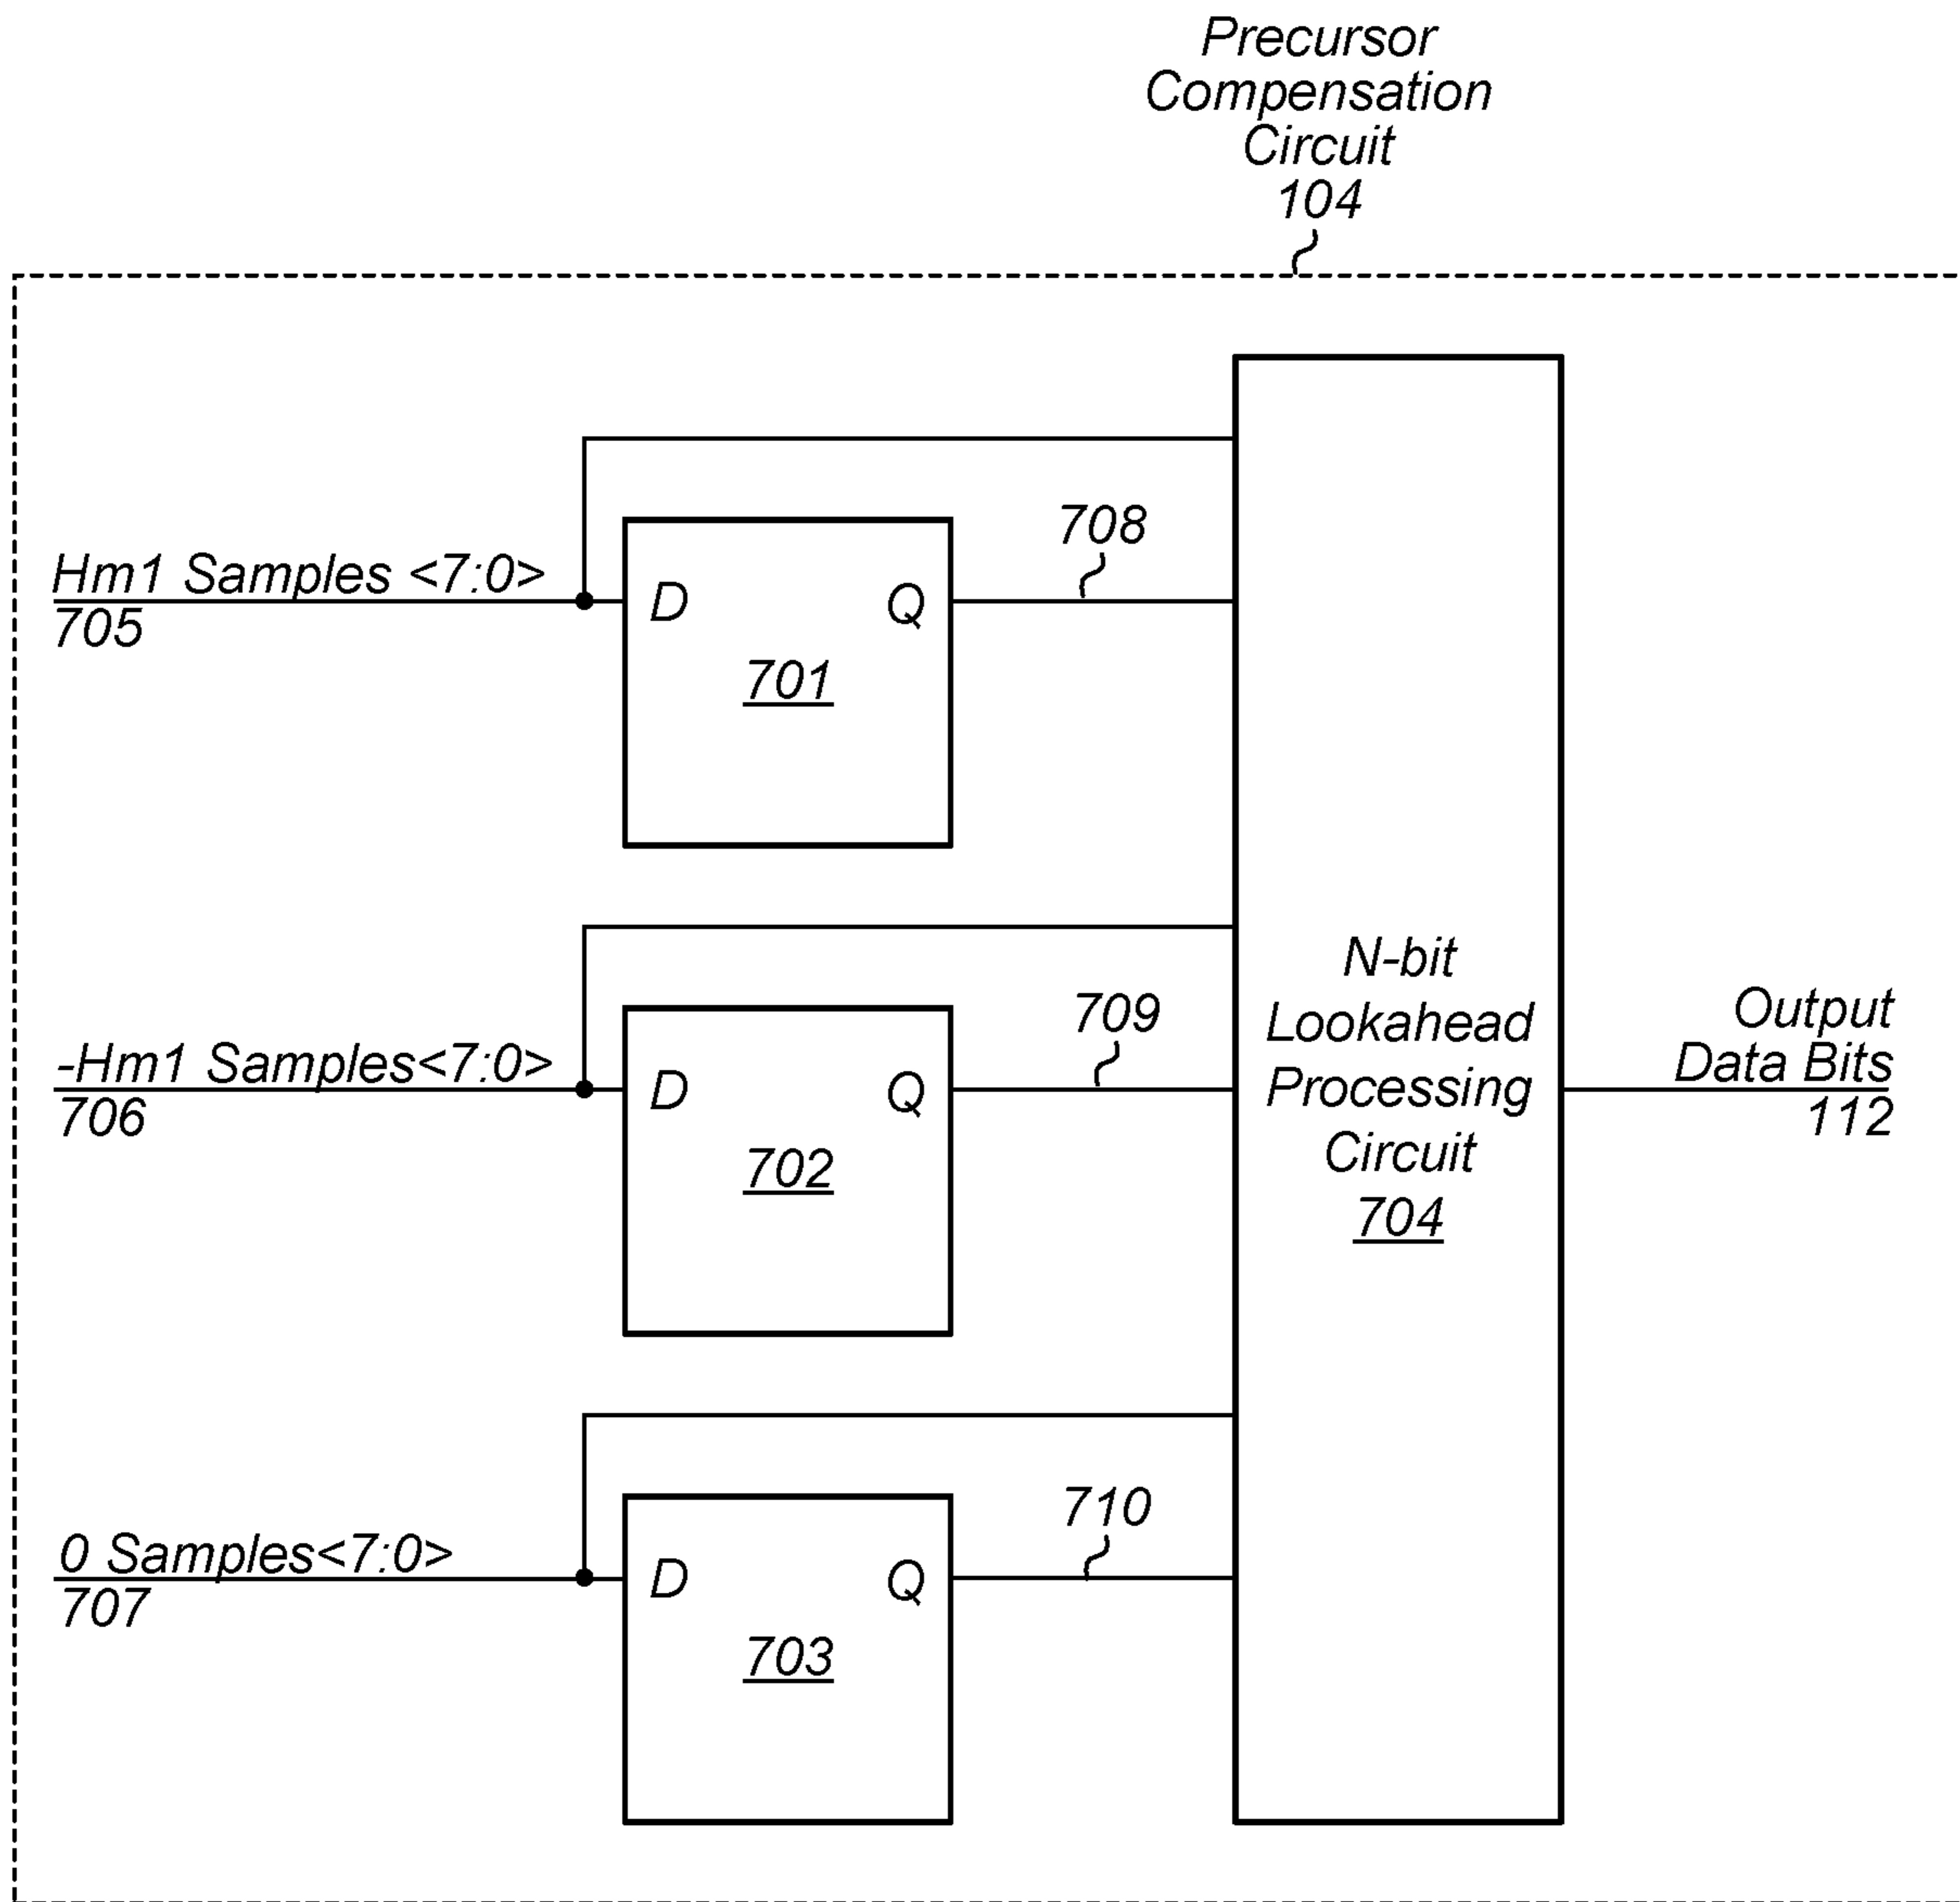 Precursor
Compensation
Circuit
104
Hm1 Samples <7:0>
705
D
Q
701
708
-Hm1 Samples<7:0>
706
D
Q
702
709
0 Samples<7:0>
707
D
Q
703
710
N-bit
Lookahead
Processing
Circuit
704
Output
Data Bits
112